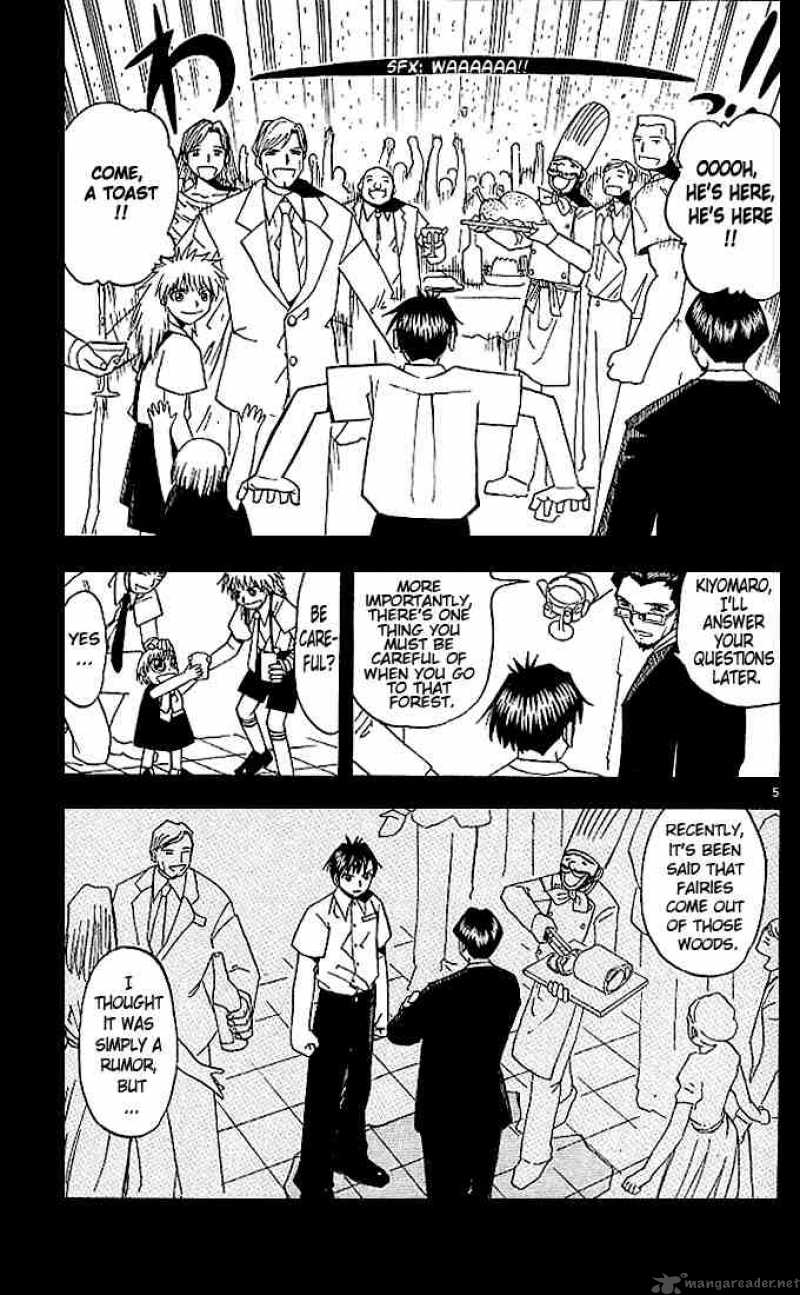 わ
!!
SFX: WAAAAAA!!
OOOOH,
HE'S HERE,
HE'S HERE
!!
COME,
A TOAST
!!
KIYOMARO,
I'LL
ANSWER
YOUR
QUESTIONS
LATER.
MORE
IMPORTANTLY,
THERE'S ONE
THING YOU
MUST BE
CAREFUL OF
WHEN YOU GO
TO THAT
FOREST.
BE
CARE-
FUL?
YES
...
5
RECENTLY,
IT'S BEEN
SAID THAT
FAIRIES
COME OUT
OF THOSE
WOODS.
I
THOUGHT
IT WAS
SIMPLY A
RUMOR,
BUT
...
mangareader.net